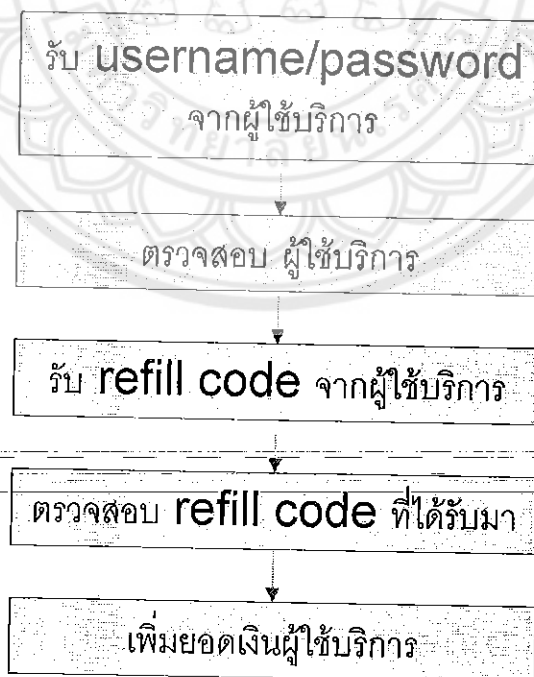 รับ username/password
จากผู้ใช้บริการ
ตรวจสอบ ผู้ใช้บริการ
รับ refill code จากผู้ใช้บริการ
ตรวจสอบ refill code ที่ได้รับมา
เพิ่มยอดเงินผู้ใช้บริการ